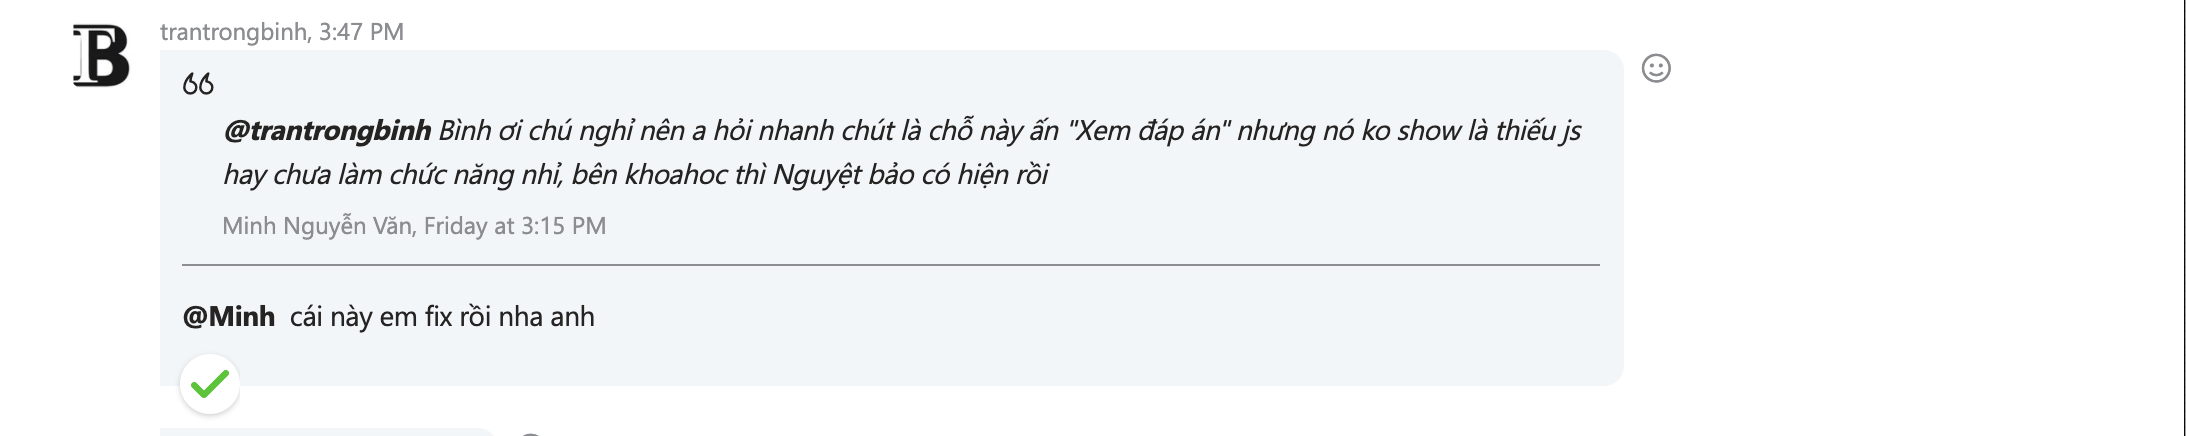 B
trantrongbinh, 3:47 PM
@trantrongbinh Bình ơi chú nghỉ nên a hỏi nhanh chút là chỗ này ấn "Xem đáp án" nhưng nó ko show là thiếu js
hay chưa làm chức năng nhỉ, bên khoahoc thì Nguyệt bảo có hiện rồi
Minh Nguyễn Văn, Friday at 3:15 PM
@Minh cái này em fix rồi nha anh